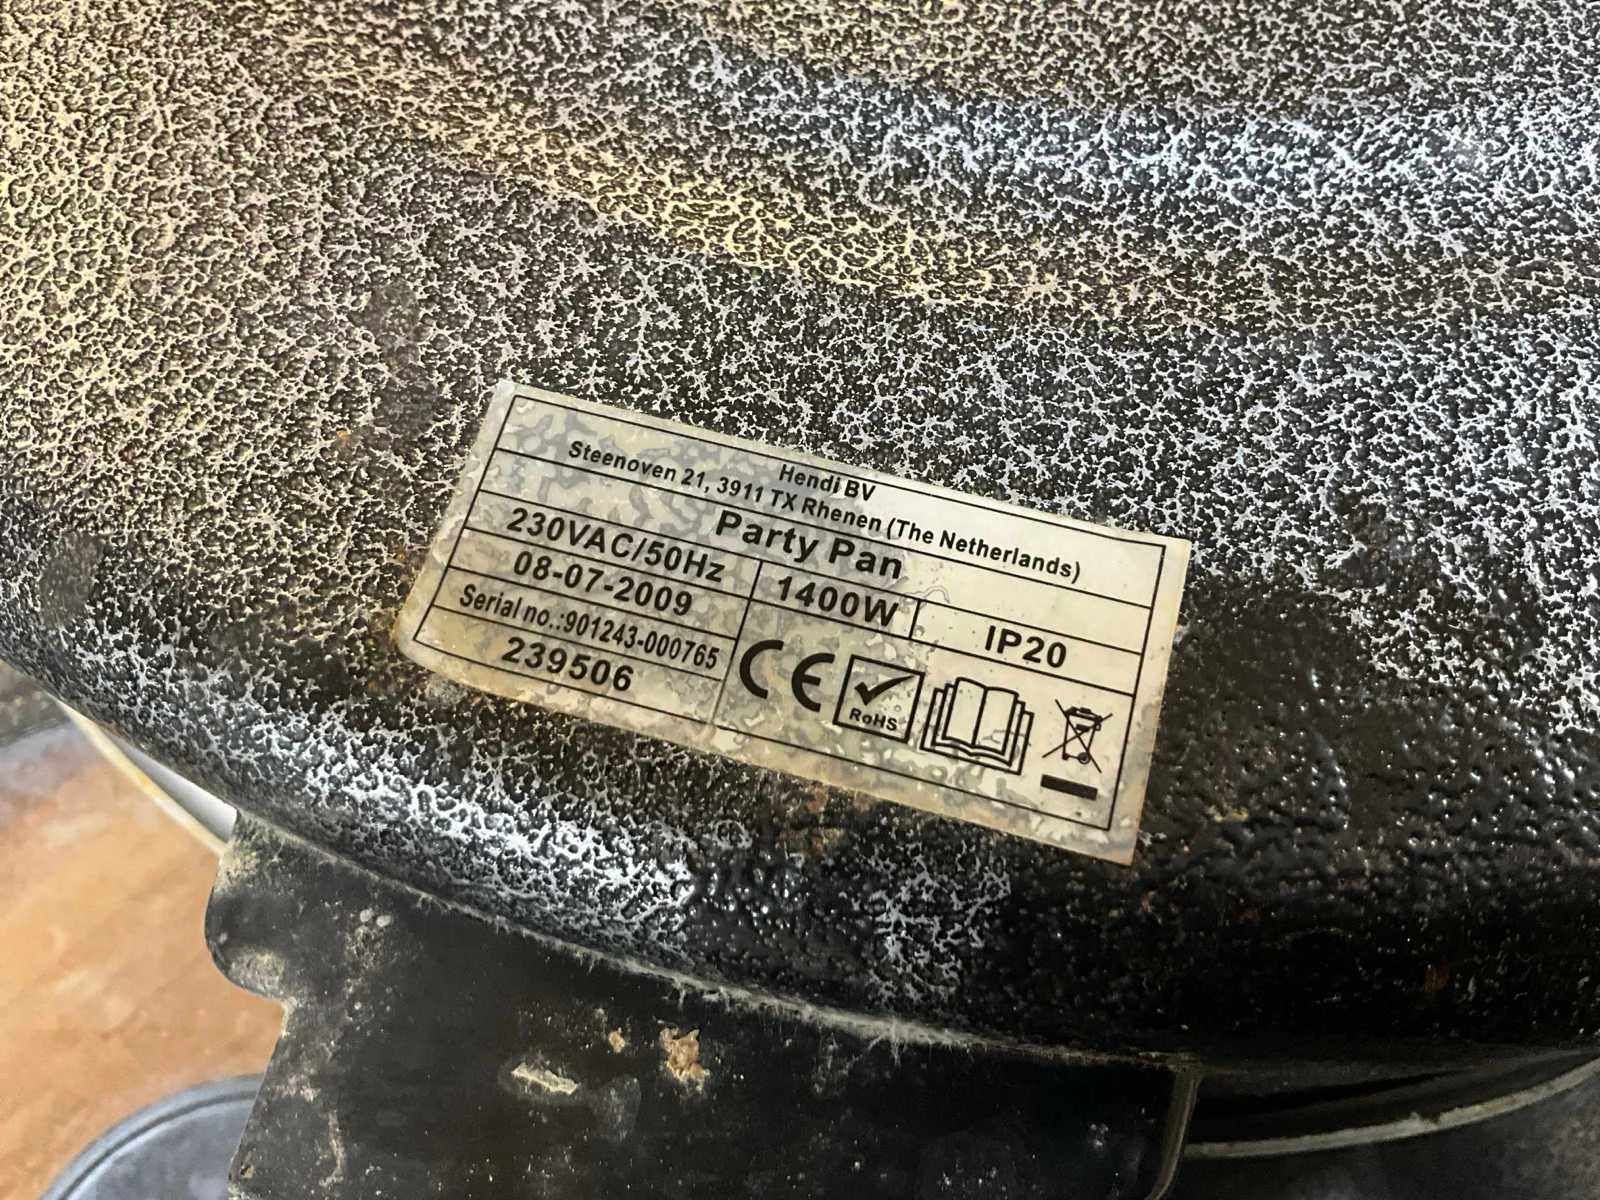 Hendi BV
Steenoven 21, 3911 TX Rhenen (The Netherlands)
Party Pan
230VAC/50Hz
1400W
IP20
08-07-2009
Serial no.:901243-000765
239506
CE
RoHS